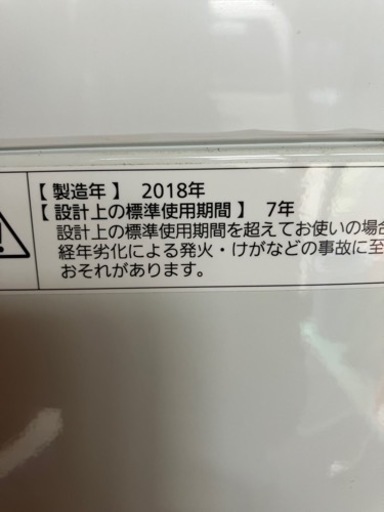 【 製造年 】 2018年
【 設計上の標準使用期間 】 7年
設計上の標準使用期間を超えてお使いの場合
経年劣化による発火・けがなどの事故に至
おそれがあります。